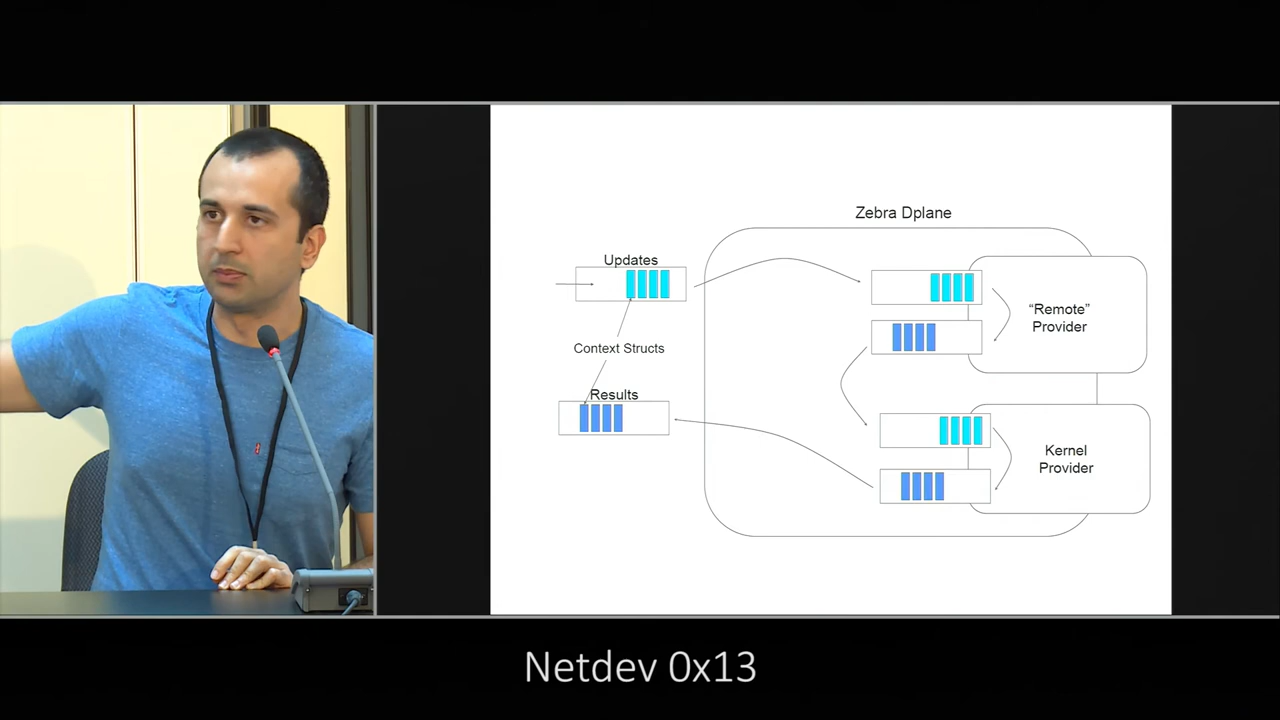 Zebra Dplane
Updates
“Remote”
Provider
Context Structs
Results
Kernel
Provider
Netdev 0x13